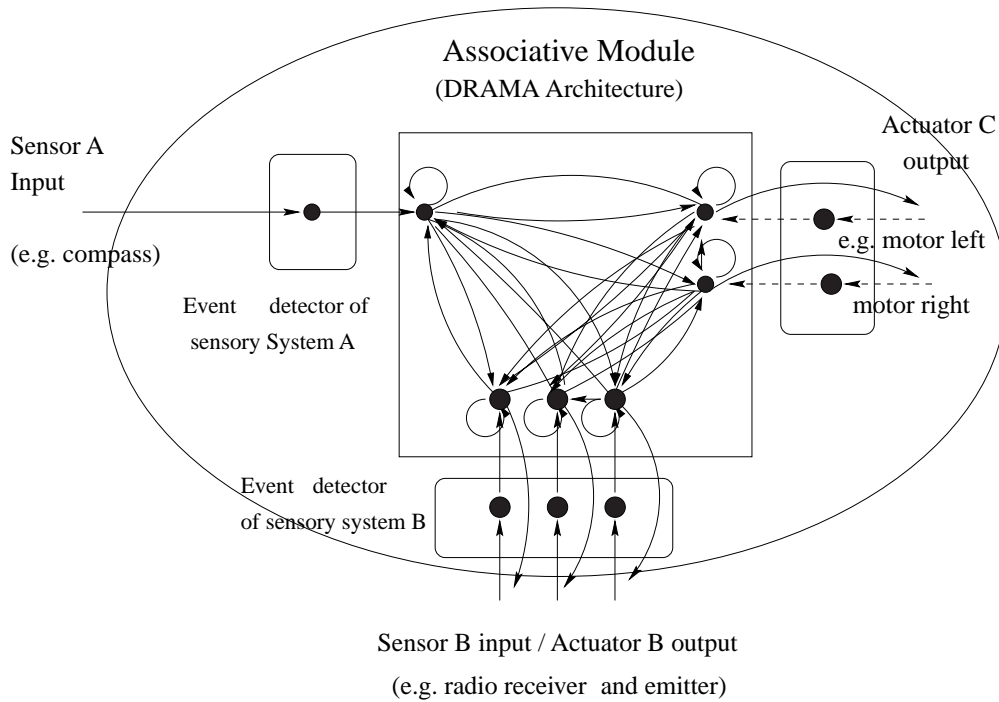 Associative Module
(DRAMA Architecture)
Sensor A
Input
(e.g. compass)
Actuator C
output
e.g. motor left
motor right
Event detector of
sensory System A
Event detector
of sensory system B
Sensor B input / Actuator B output
(e.g. radio receiver and emitter)